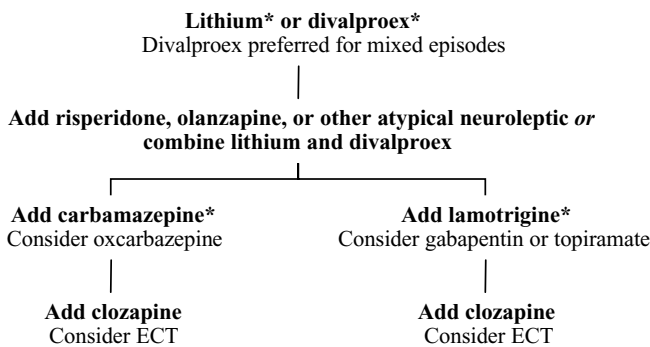 Lithium* or divalproex*
Divalproex preferred for mixed episodes
Add risperidone, olanzapine, or other atypical neuroleptic or
combine lithium and divalproex
Add carbamazepine*
Consider oxcarbazepine
Add lamotrigine*
Consider gabapentin or topiramate
Add clozapine
Consider ECT
Add clozapine
Consider ECT